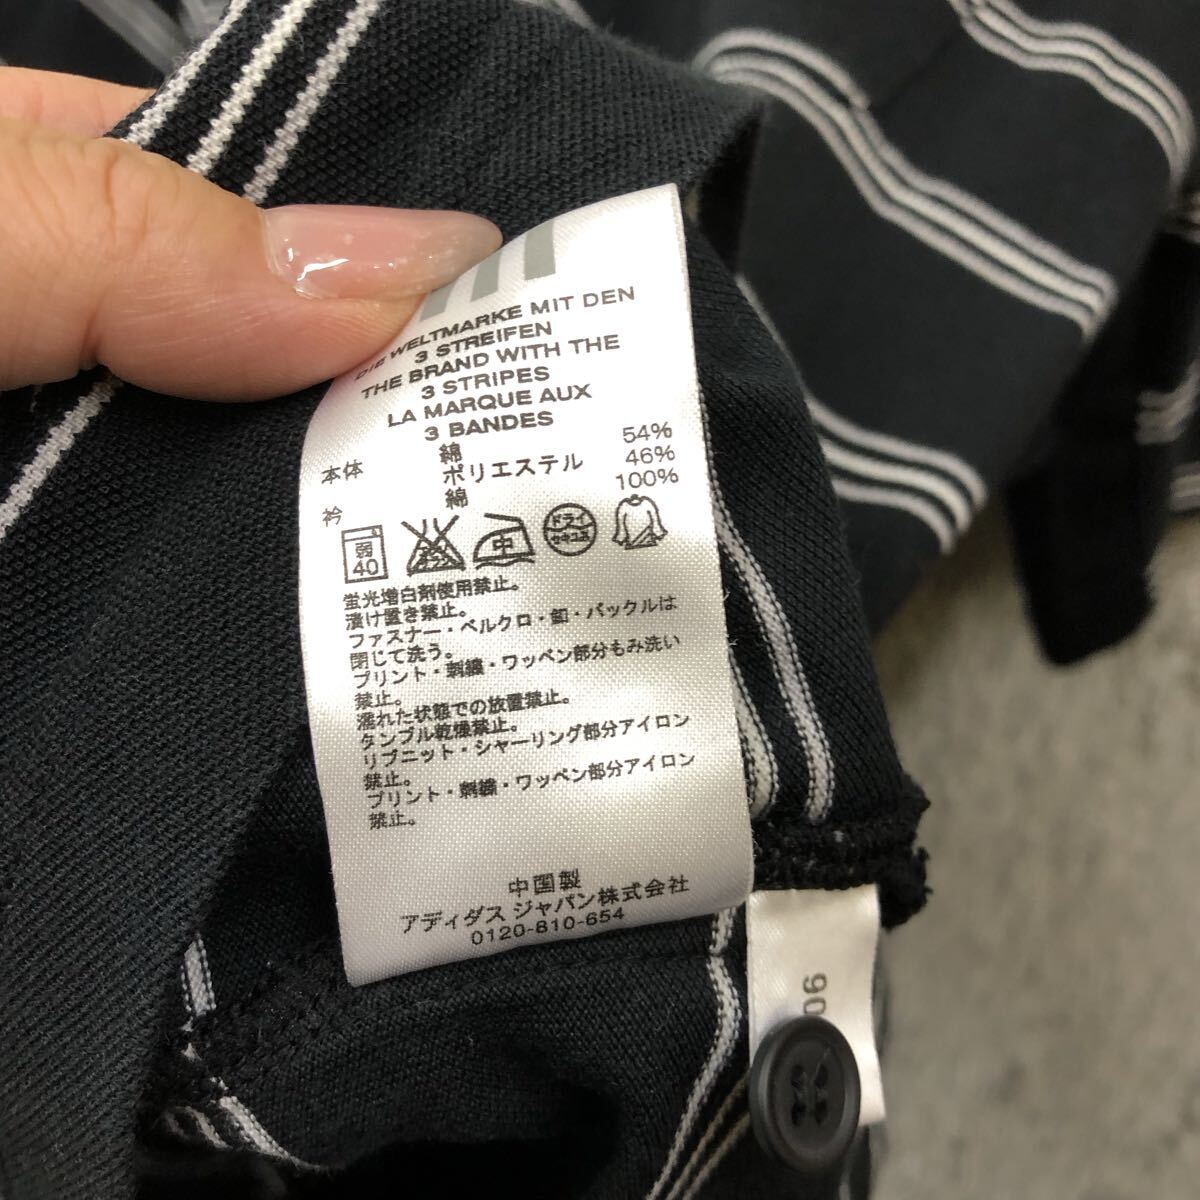 DIE WELTMARKE MIT DEN
3 STREIFEN
THE BRAND WITH THE
3 STRIPES
LA MARQUE AUX
3 BANDES
本体 綿 54%
ポリエステル 46%
衿 綿 100%
弱 40 中 ドライ セキユ系
蛍光増白剤使用禁止。
漬け置き禁止。
ファスナー・ベルクロ・釦・バックルは
閉じて洗う。
プリント・刺繍・ワッペン部分もみ洗い
禁止。
濡れた状態での放置禁止。
タンブル乾燥禁止。
リブニット・シャーリング部分アイロン
禁止。
プリント・刺繍・ワッペン部分アイロン
禁止。
中国製
アディダス ジャパン株式会社
0120-810-654
06